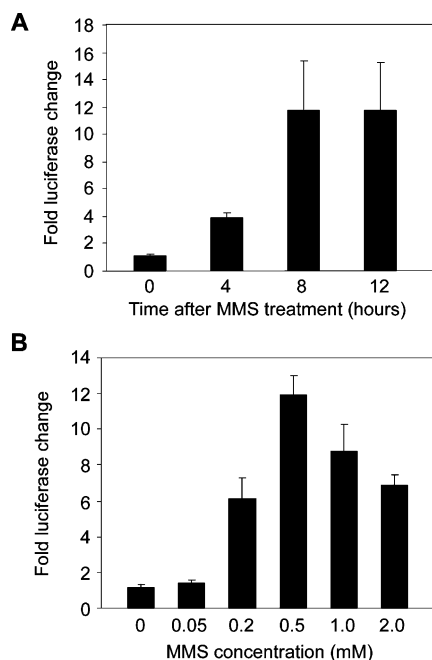 A
Fold luciferase change
18
16
14
12
10
8
6
4
2
0
0 4 8 12
Time after MMS treatment (hours)
B
Fold luciferase change
14
12
10
8
6
4
2
0
0 0.05 0.2 0.5 1.0 2.0
MMS concentration (mM)